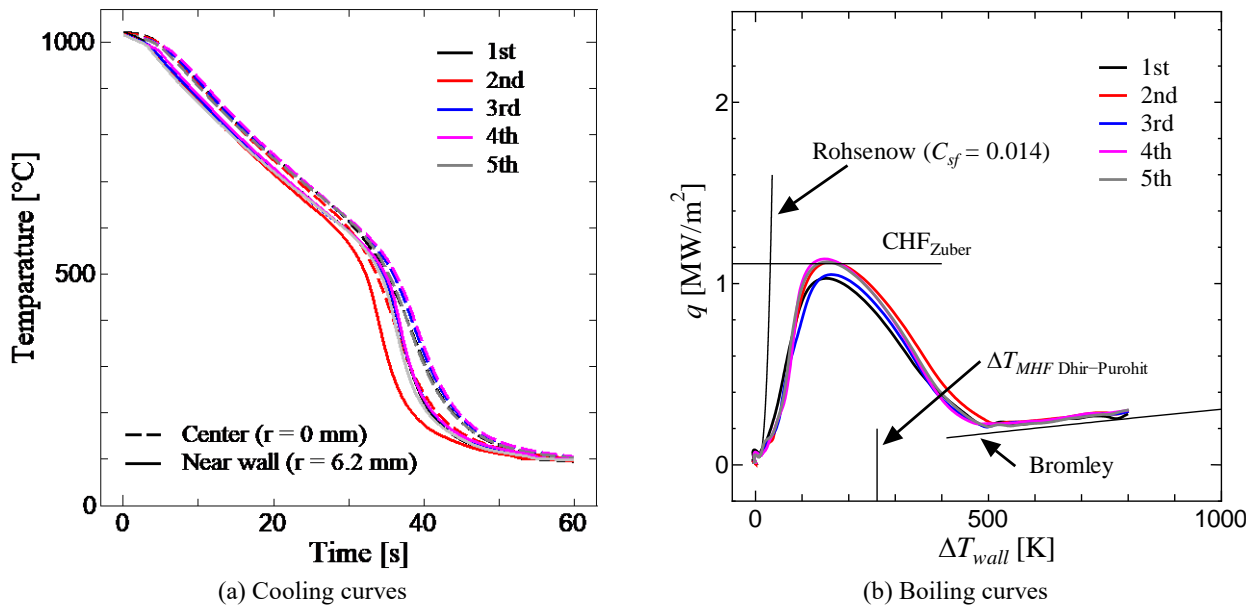 1000
500
0
Temparature [°C]
1st
2nd
3rd
4th
5th
Center (r = 0 mm)
Near wall (r = 6.2 mm)
0
20
40
60
Time [s]
(a) Cooling curves
2
1
0
q [MW/m²]
1st
2nd
3rd
4th
5th
Rohsenow (Csf = 0.014)
CHFZuber
ΔTMHF Dhir−Purohit
Bromley
0
500
1000
ΔTwall [K]
(b) Boiling curves